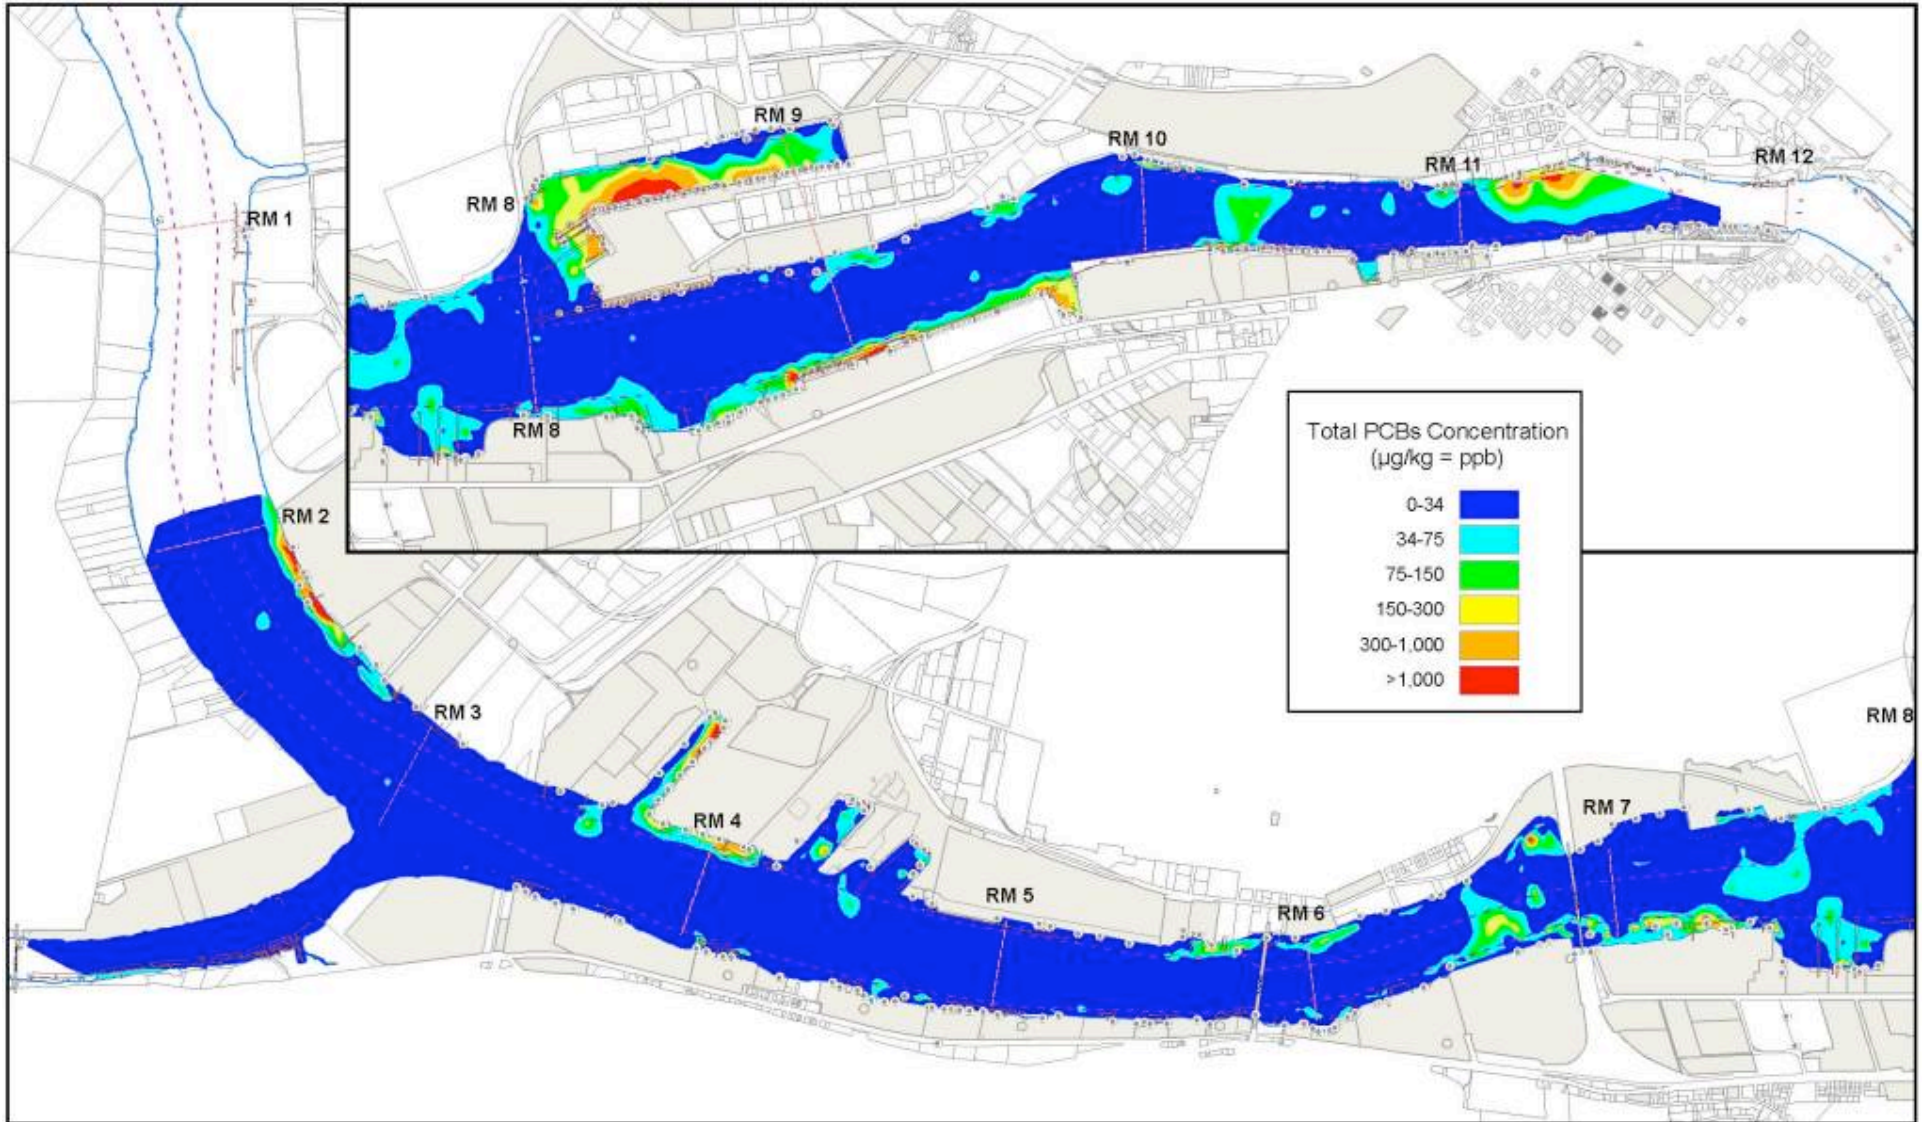 RM 9
RM 10
RM 11
RM 12
RM 8
RM 1
RM 8
Total PCBs Concentration
(µg/kg = ppb)
0-34
34-75
75-150
150-300
300-1,000
>1,000
RM 2
RM 3
RM 8
RM 4
RM 7
RM 5
RM 6